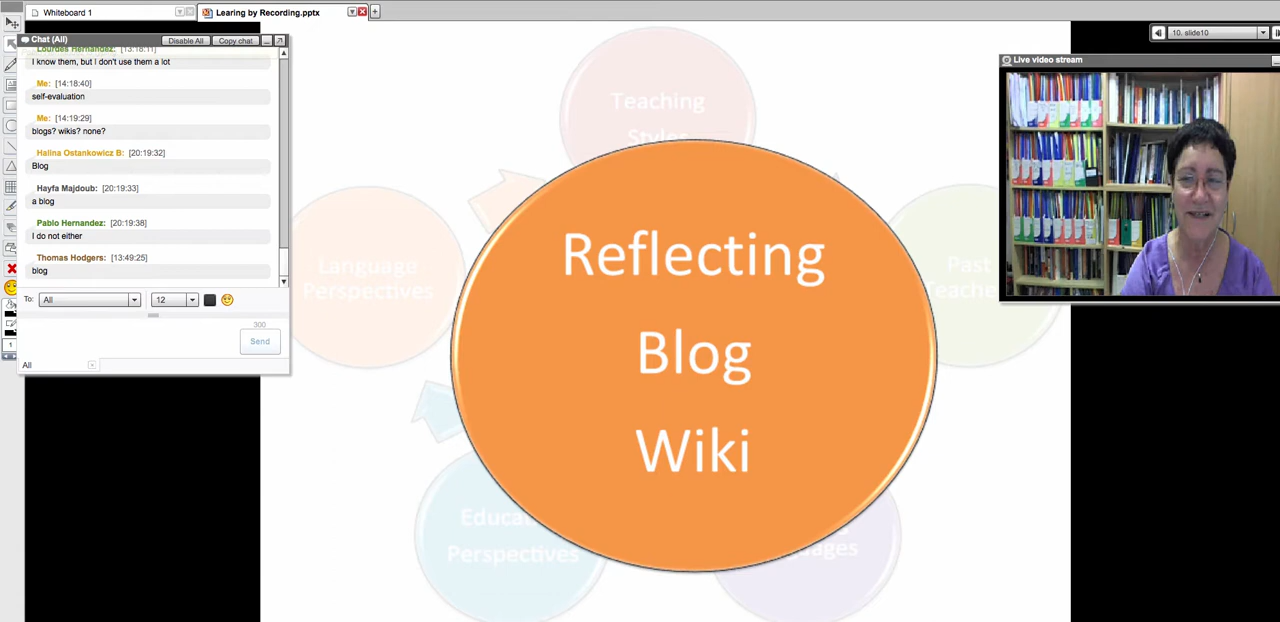 Whiteboard 1
Learing by Recording.pptx
Chat (All)
Disable All
Copy chat
Lourdes Hernandez: [13:18:11]
I know them, but I don't use them a lot
Me: [14:18:40]
self-evaluation
Me: [14:19:29]
blogs? wikis? none?
Halina Ostankowicz B: [20:19:32]
Blog
Hayfa Majdoub: [20:19:33]
a blog
Pablo Hernandez: [20:19:38]
I do not either
Thomas Hodgers: [13:49:25]
blog
To: All
12
300
Send
All
1
Teaching
Styles
Language
Perspectives
Reflecting
Blog
Wiki
Past
Perspectives
10. slide10
Live video stream